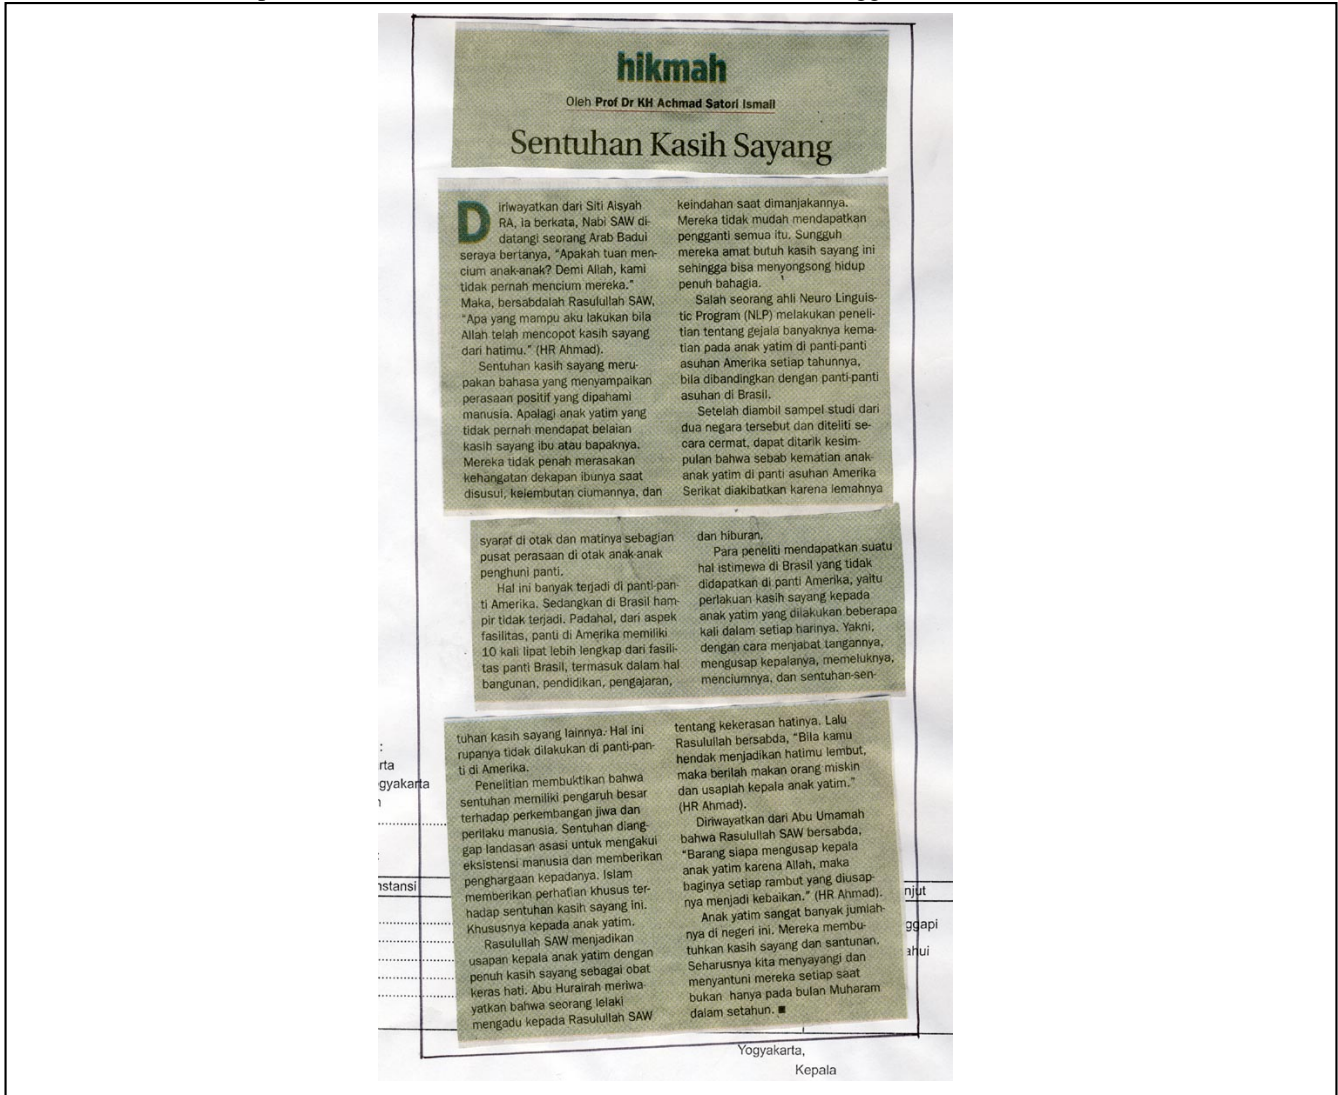 hikmah
Oleh Prof Dr KH Achmad Satori Ismail
Sentuhan Kasih Sayang
Diriwayatkan dari Siti Aisyah
RA, ia berkata, Nabi SAW di-
datangi seorang Arab Badui
seraya bertanya, "Apakah tuan men-
cium anak-anak? Demi Allah, kami
tidak pernah mencium mereka."
Maka, bersabdalah Rasulullah SAW,
"Apa yang mampu aku lakukan bila
Allah telah mencopot kasih sayang
dari hatimu." (HR Ahmad).
Sentuhan kasih sayang meru-
pakan bahasa yang menyampaikan
perasaan positif yang dipahami
manusia. Apalagi anak yatim yang
tidak pernah mendapat belaian
kasih sayang ibu atau bapaknya.
Mereka tidak penah merasakan
kehangatan dekapan ibunya saat
disusui, kelembutan ciumannya, dan
keindahan saat dimanjakannya.
Mereka tidak mudah mendapatkan
pengganti semua itu. Sungguh
mereka amat butuh kasih sayang ini
sehingga bisa menyongsong hidup
penuh bahagia.
Salah seorang ahli Neuro Linguis-
tic Program (NLP) melakukan peneli-
tian tentang gejala banyaknya kema-
tian pada anak yatim di panti-panti
asuhan Amerika setiap tahunnya,
bila dibandingkan dengan panti-panti
asuhan di Brasil.
Setelah diambil sampel studi dari
dua negara tersebut dan diteliti se-
cara cermat, dapat ditarik kesim-
pulan bahwa sebab kematian anak-
anak yatim di panti asuhan Amerika
Serikat diakibatkan karena lemahnya
syaraf di otak dan matinya sebagian
pusat perasaan di otak anak-anak
penghuni panti.
Hal ini banyak terjadi di panti-pan-
ti Amerika. Sedangkan di Brasil ham-
pir tidak terjadi. Padahal, dari aspek
fasilitas, panti di Amerika memiliki
10 kali lipat lebih lengkap dari fasili-
tas panti Brasil, termasuk dalam hal
bangunan, pendidikan, pengajaran,
dan hiburan,
Para peneliti mendapatkan suatu
hal istimewa di Brasil yang tidak
didapatkan di panti Amerika, yaitu
perlakuan kasih sayang kepada
anak yatim yang dilakukan beberapa
kali dalam setiap harinya. Yakni,
dengan cara menjabat tangannya,
mengusap kepalanya, memeluknya,
menciumnya, dan sentuhan-sen-
tuhan kasih sayang lainnya. Hal ini
rupanya tidak dilakukan di panti-pan-
ti di Amerika.
Penelitian membuktikan bahwa
sentuhan memiliki pengaruh besar
terhadap perkembangan jiwa dan
perilaku manusia. Sentuhan diang-
gap landasan asasi untuk mengakui
eksistensi manusia dan memberikan
penghargaan kepadanya. Islam
memberikan perhatian khusus ter-
hadap sentuhan kasih sayang ini.
Khususnya kepada anak yatim.
Rasulullah SAW menjadikan
usapan kepala anak yatim dengan
penuh kasih sayang sebagai obat
keras hati. Abu Hurairah meriwa-
yatkan bahwa seorang lelaki
mengadu kepada Rasulullah SAW
tentang kekerasan hatinya. Lalu
Rasulullah bersabda, "Bila kamu
hendak menjadikan hatimu lembut,
maka berilah makan orang miskin
dan usaplah kepala anak yatim."
(HR Ahmad).
Diriwayatkan dari Abu Umamah
bahwa Rasulullah SAW bersabda,
"Barang siapa mengusap kepala
anak yatim karena Allah, maka
baginya setiap rambut yang diusap-
nya menjadi kebaikan." (HR Ahmad).
Anak yatim sangat banyak jumlah-
nya di negeri ini. Mereka membu-
tuhkan kasih sayang dan santunan.
Seharusnya kita menyayangi dan
menyantuni mereka setiap saat
bukan hanya pada bulan Muharam
dalam setahun. ■
:
rta
gyakarta
:
nstansi
njut
ggapi
ahui
Yogyakarta,
Kepala